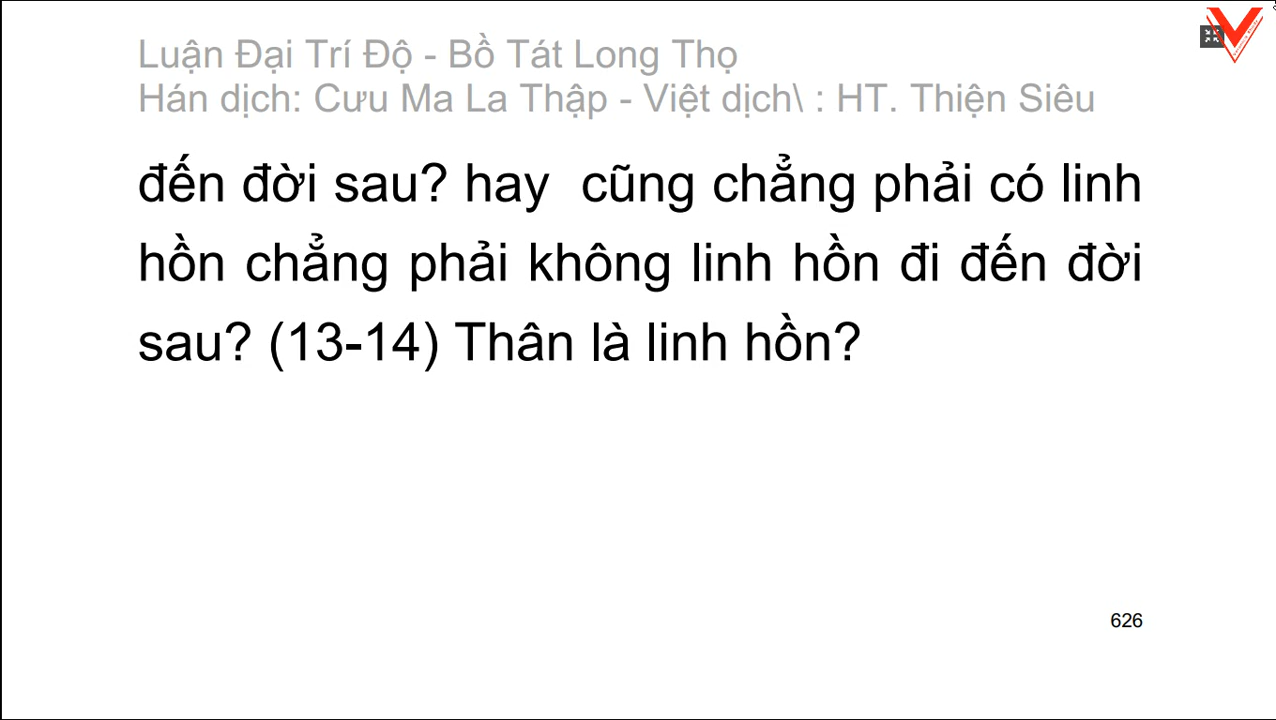 Luận Đại Trí Độ - Bồ Tát Long Thọ
Hán dịch: Cưu Ma La Thập - Việt dịch\ : HT. Thiện Siêu
đến đời sau? hay cũng chẳng phải có linh
hồn chẳng phải không linh hồn đi đến đời
sau? (13-14) Thân là linh hồn?
626